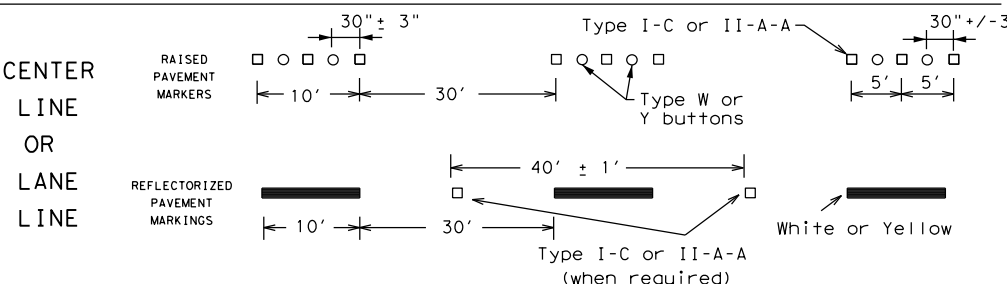 30"± 3"
Type I-C or II-A-A
30"+/-3
CENTER
LINE
OR
LANE
LINE
RAISED
PAVEMENT
MARKERS
10'
30'
Type W or
Y buttons
5'
5'
40' ± 1'
REFLECTORIZED
PAVEMENT
MARKINGS
10'
30'
Type I-C or II-A-A
(when required)
White or Yellow